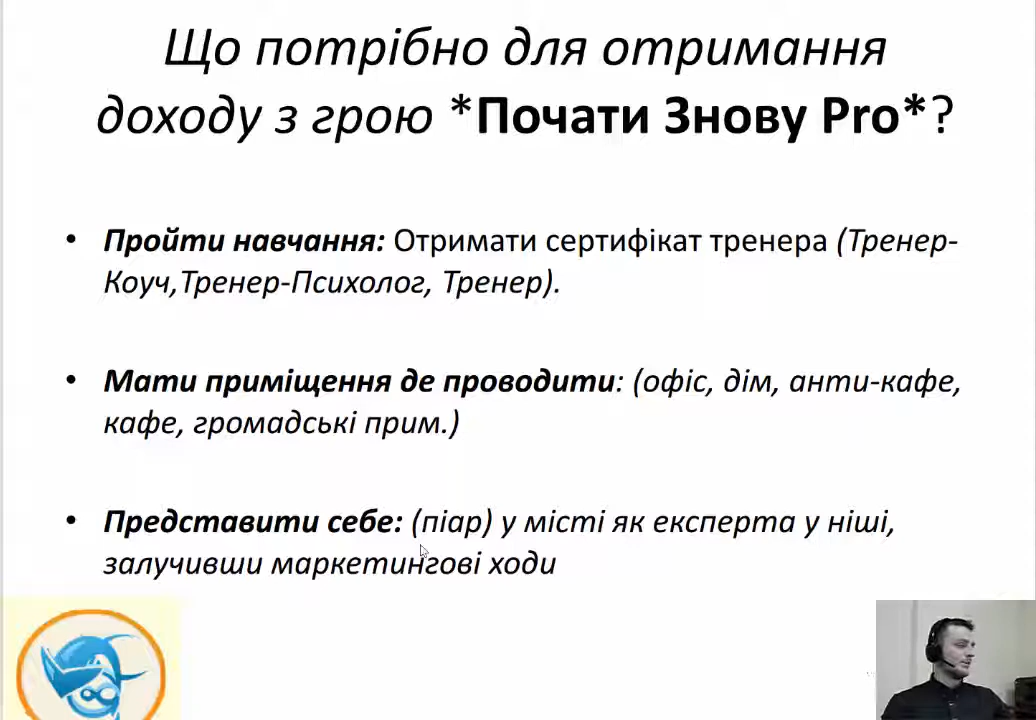 Що потрібно для отримання
доходу з грою *Почати Знову Pro*?
• Пройти навчання: Отримати сертифікат тренера (Тренер-
Коуч,Тренер-Психолог, Тренер).
• Мати приміщення де проводити: (офіс, дім, анти-кафе,
кафе, громадські прим.)
• Представити себе: (піар) у місті як експерта у ніші,
залучивши маркетингові ходи